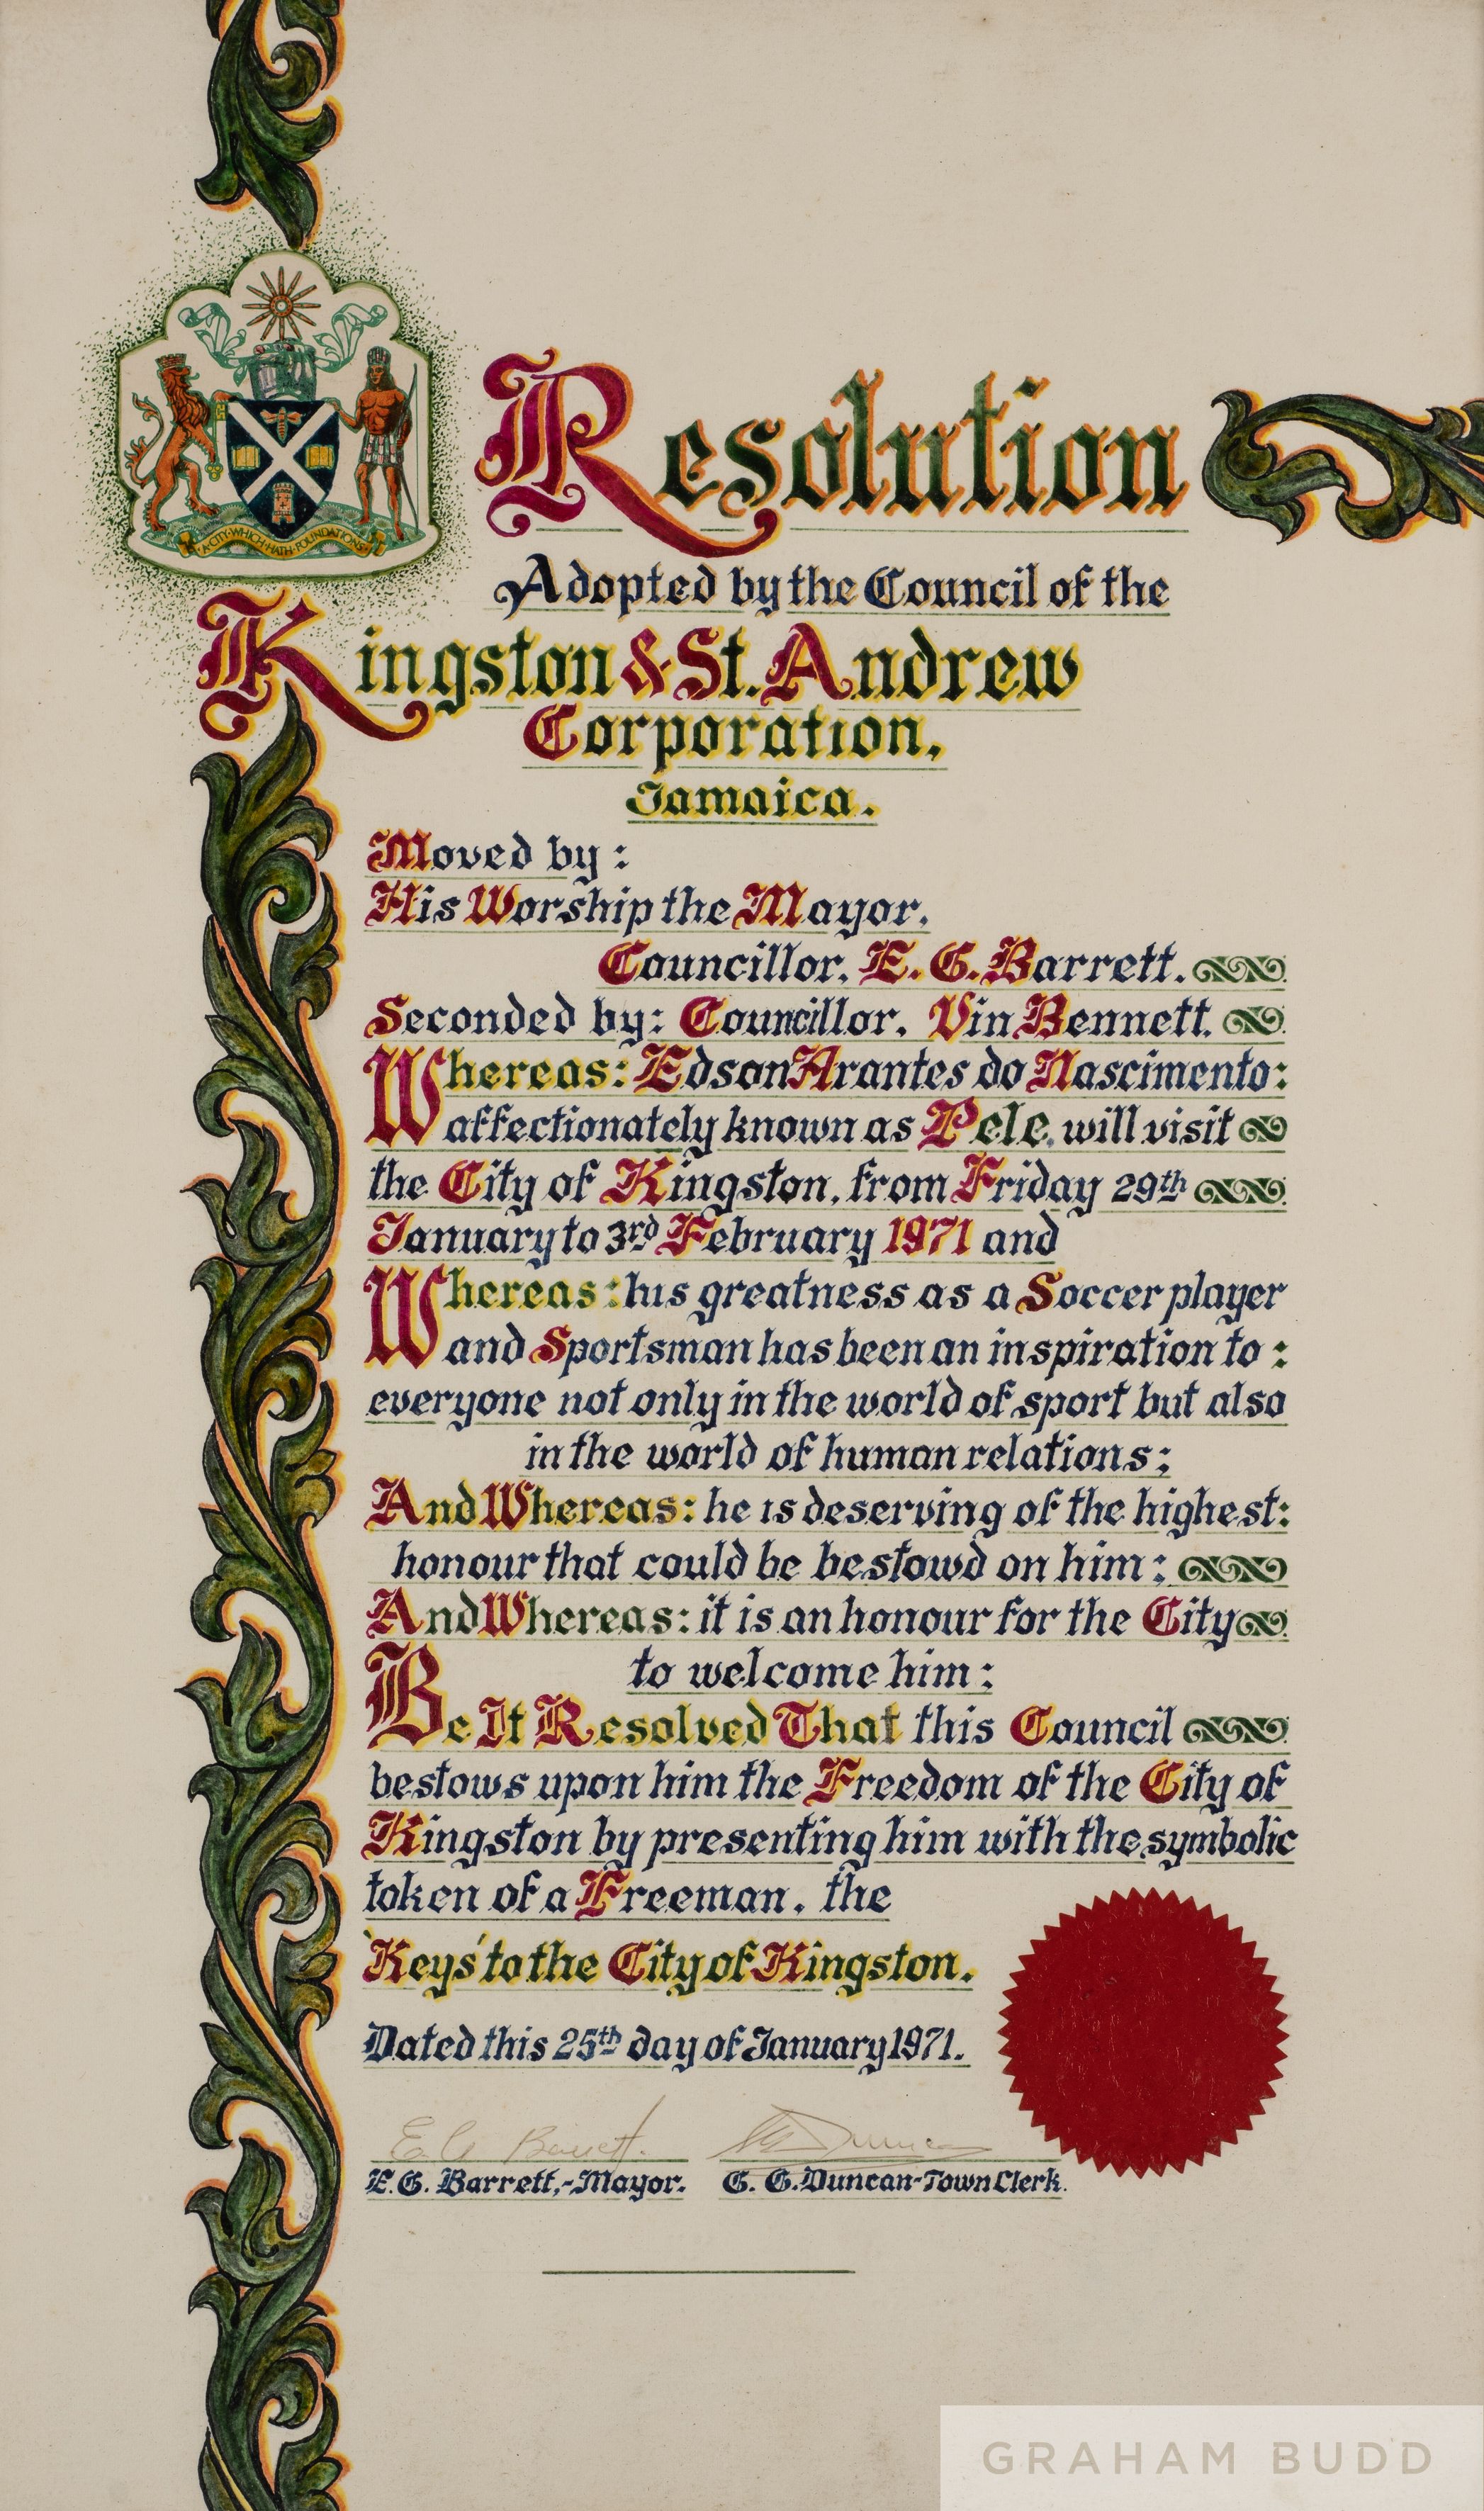 A·CITY·WHICH·HATH·FOUNDATIONS
Resolution
Adopted by the Council of the
Kingston & St. Andrew
Corporation.
Jamaica.
Moved by:
His Worship the Mayor.
Councillor. E. G. Barrett.
Seconded by: Councillor. Vin Bennett.
Whereas: Edson Arantes do Nascimento:
affectionately known as Pele. will visit
the City of Kingston. from Friday 29th
January to 3rd February 1971 and
Whereas: his greatness as a Soccer player
and Sportsman has been an inspiration to:
everyone not only in the world of sport but also
in the world of human relations:
And Whereas: he is deserving of the highest:
honour that could be bestowd on him:
And Whereas: it is an honour for the City
to welcome him:
Be It Resolved That this Council
bestows upon him the Freedom of the City of
Kingston by presenting him with the symbolic
token of a Freeman. the
'Keys' to the City of Kingston.
Dated this 25th day of January 1971.
E. G. Barrett. Duncan
E. G. Barrett,-Mayor. G. G. Duncan-Town Clerk.
GRAHAM BUDD